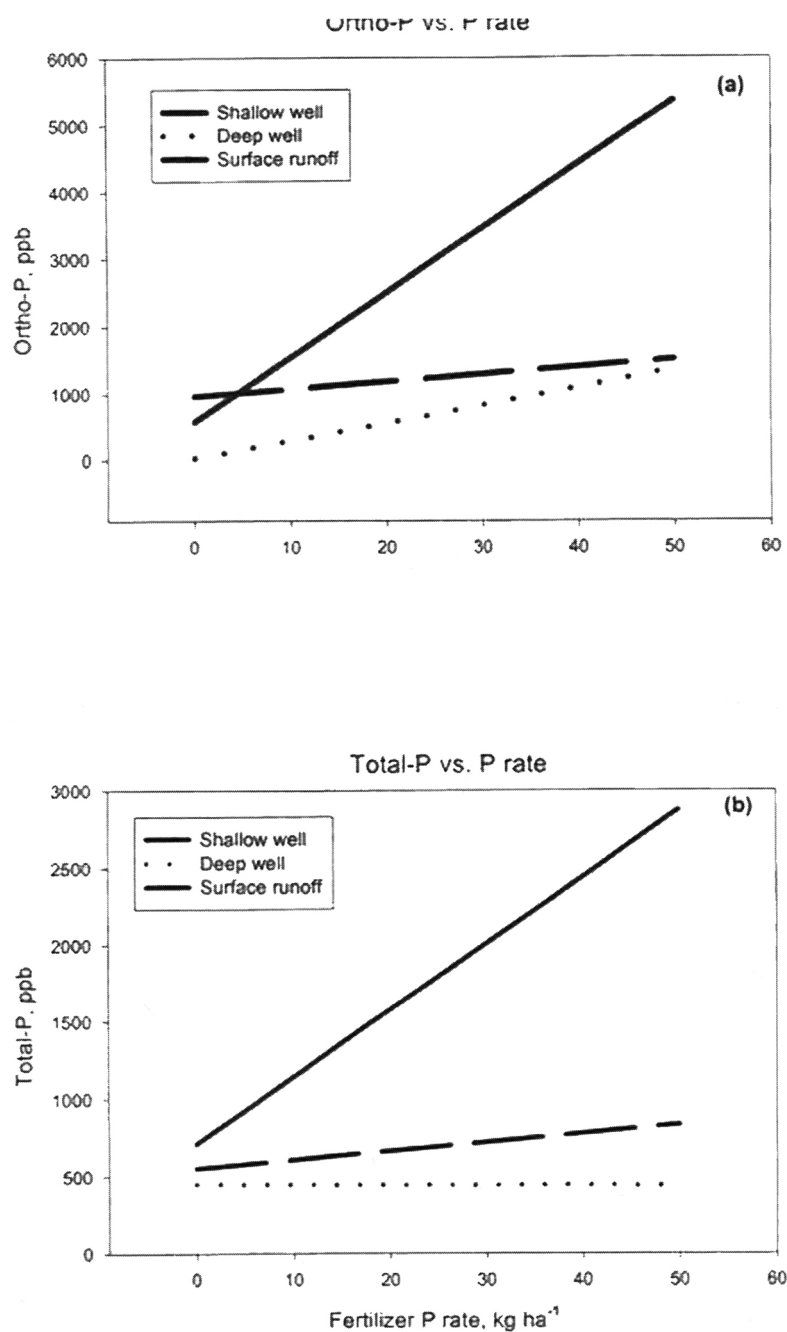 Ortho-P vs. P rate
(a)
6000
5000
4000
3000
2000
1000
0
Ortho-P, ppb
Shallow well
Deep well
Surface runoff
0 10 20 30 40 50 60
Total-P vs. P rate
(b)
3000
2500
2000
1500
1000
500
0
Total-P, ppb
Shallow well
Deep well
Surface runoff
0 10 20 30 40 50 60
Fertilizer P rate, kg ha⁻¹